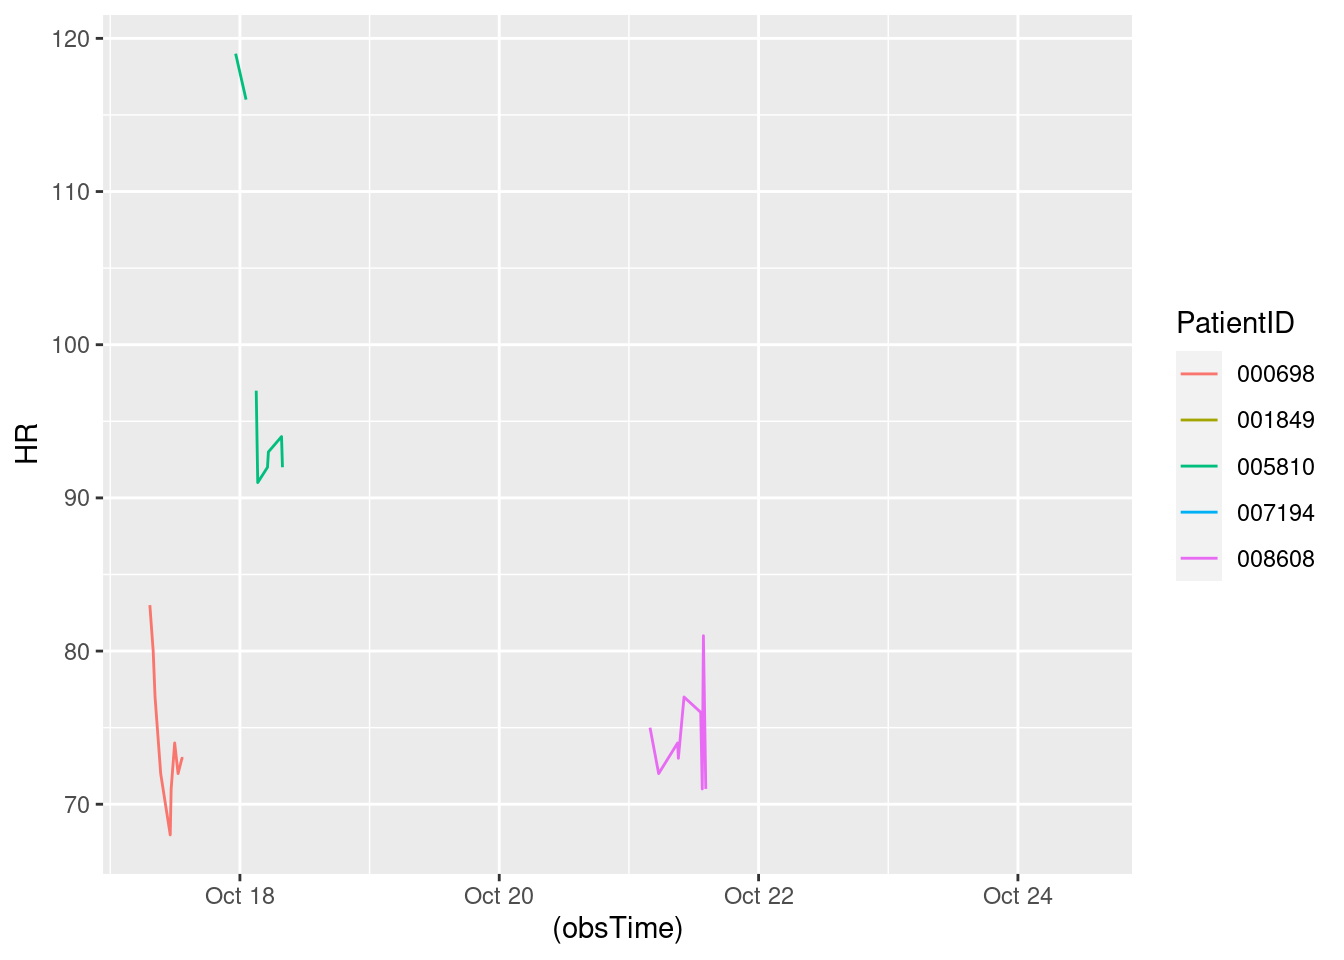 120
110
100
90
80
70
HR
Oct 18
Oct 20
Oct 22
Oct 24
(obsTime)
PatientID
000698
001849
005810
007194
008608